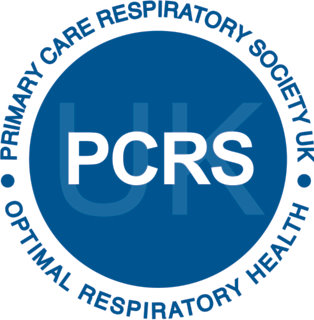 PRIMARY CARE RESPIRATORY SOCIETY UK
UK
PCRS
• OPTIMAL RESPIRATORY HEALTH •